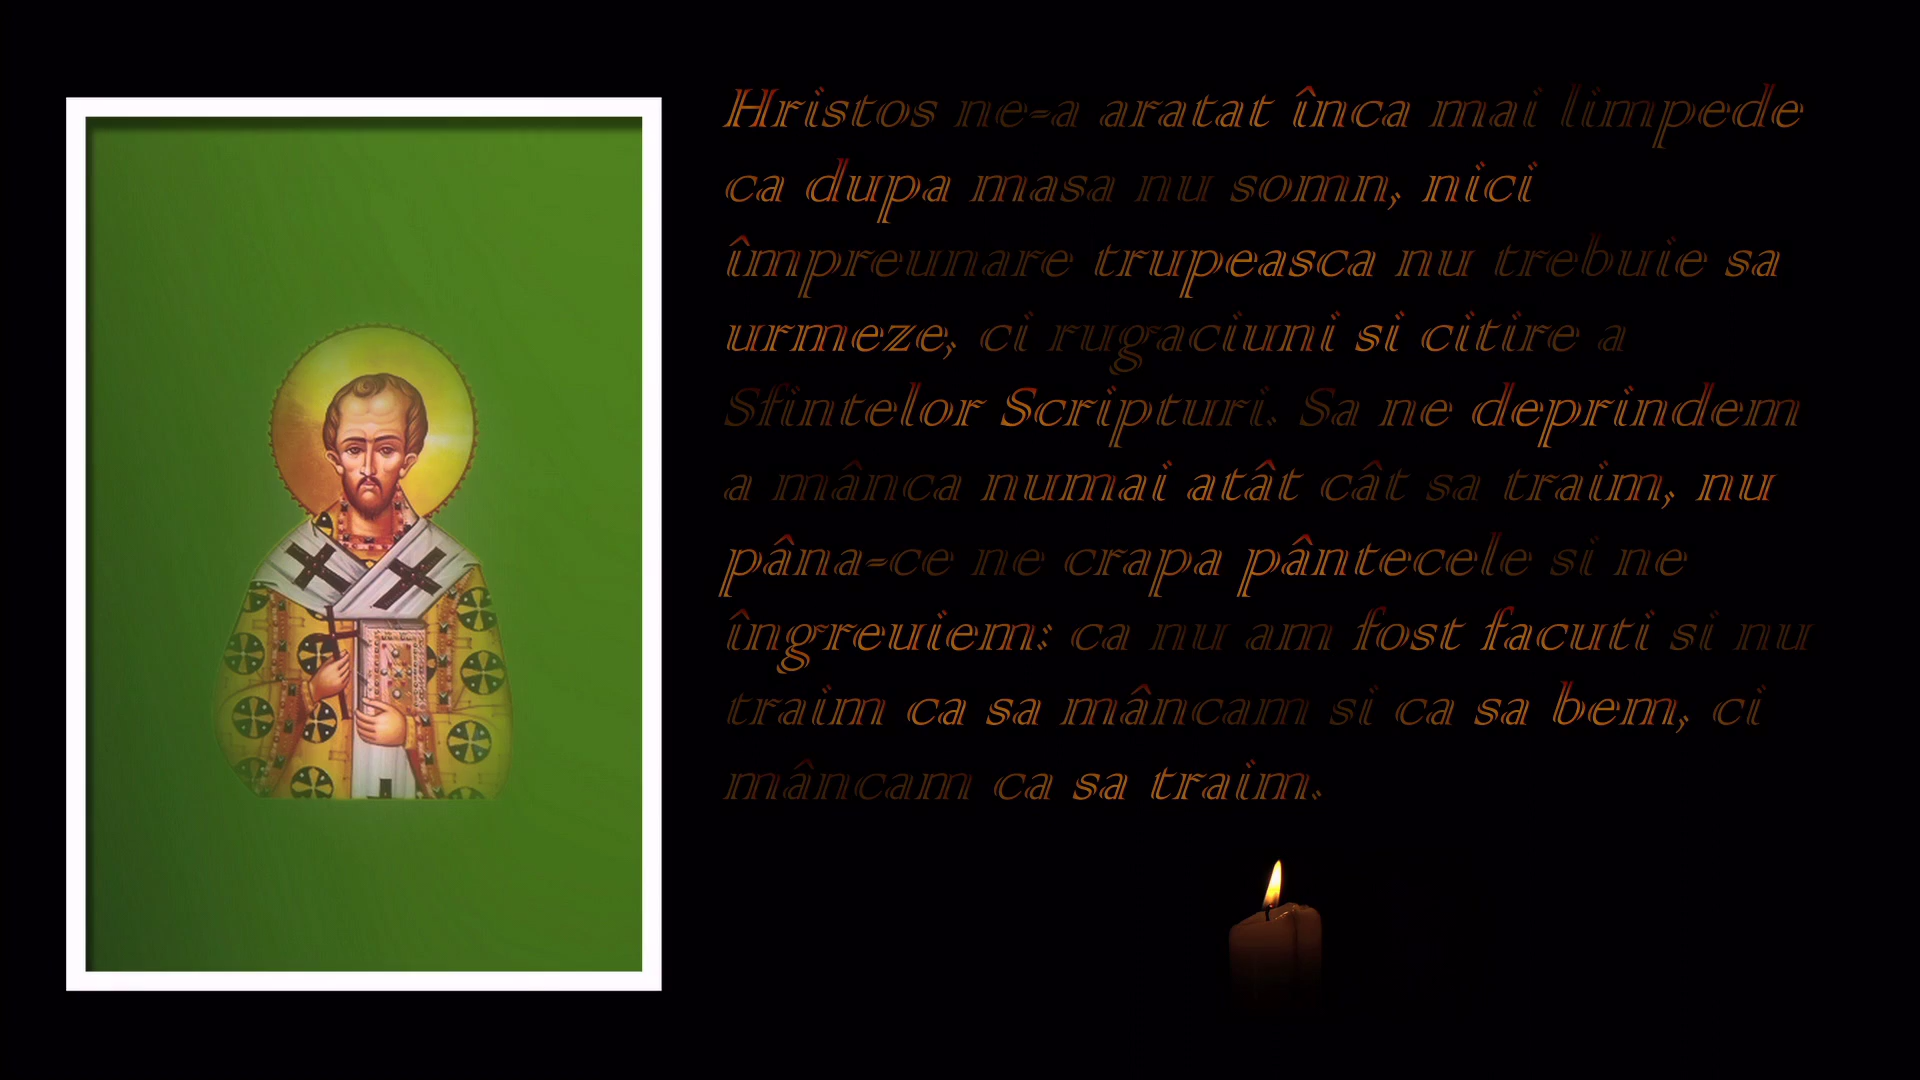 Hristos ne-a aratat înca mai limpede
ca dupa masa nu somn, nici
împreunare trupeasca nu trebuie sa
urmeze, ci rugaciuni si citire a
Sfintelor Scripturi. Sa ne deprindem
a mânca numai atât cât sa traim, nu
pâna-ce ne crapa pântecele si ne
îngreuiem: ca nu am fost facuti si nu
traim ca sa mâncam si ca sa bem, ci
mâncam ca sa traim.